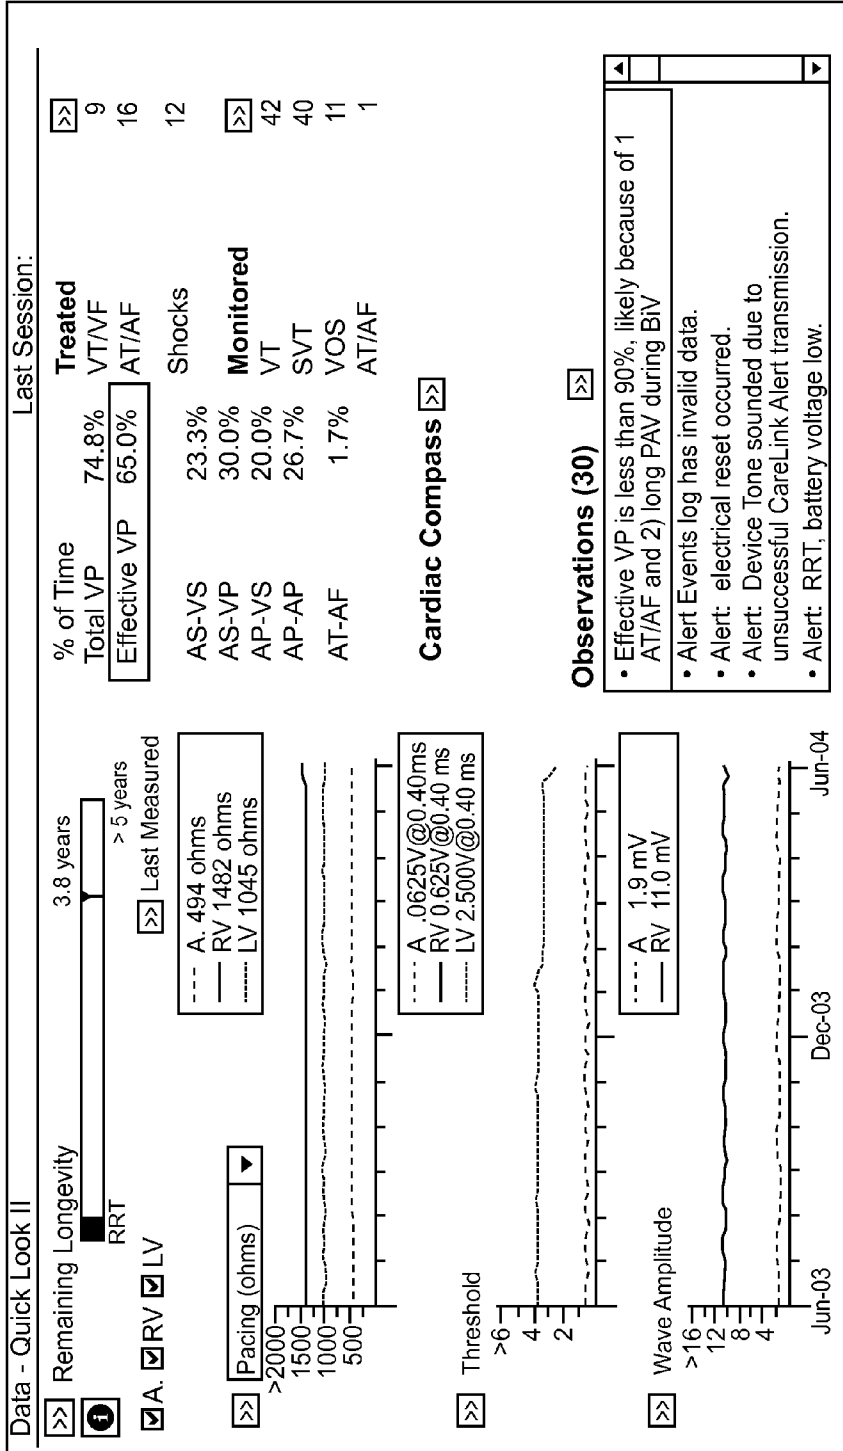 Data - Quick Look II
Last Session:
>> Remaining Longevity
3.8 years
i
RRT
> 5 years
A. RV LV
>> Last Measured
>> Pacing (ohms)
A. 494 ohms
RV 1482 ohms
LV 1045 ohms
>2000
1500
1000
500
>> Threshold
A .0625V@0.40ms
RV 0.625V@0.40 ms
LV 2.500V@0.40 ms
>6
4
2
>> Wave Amplitude
A 1.9 mV
RV 11.0 mV
>16
12
8
4
Jun-03 Dec-03 Jun-04
% of Time
Total VP 74.8%
Effective VP 65.0%
AS-VS 23.3%
AS-VP 30.0%
AP-VS 20.0%
AP-AP 26.7%
AT-AF 1.7%
Treated >>
VT/VF 9
AT/AF 16
Shocks 12
Monitored >>
VT 42
SVT 40
VOS 11
AT/AF 1
Cardiac Compass >>
Observations (30) >>
• Effective VP is less than 90%, likely because of 1
AT/AF and 2) long PAV during BiV
• Alert Events log has invalid data.
• Alert: electrical reset occurred.
• Alert: Device Tone sounded due to
unsuccessful CareLink Alert transmission.
• Alert: RRT, battery voltage low.